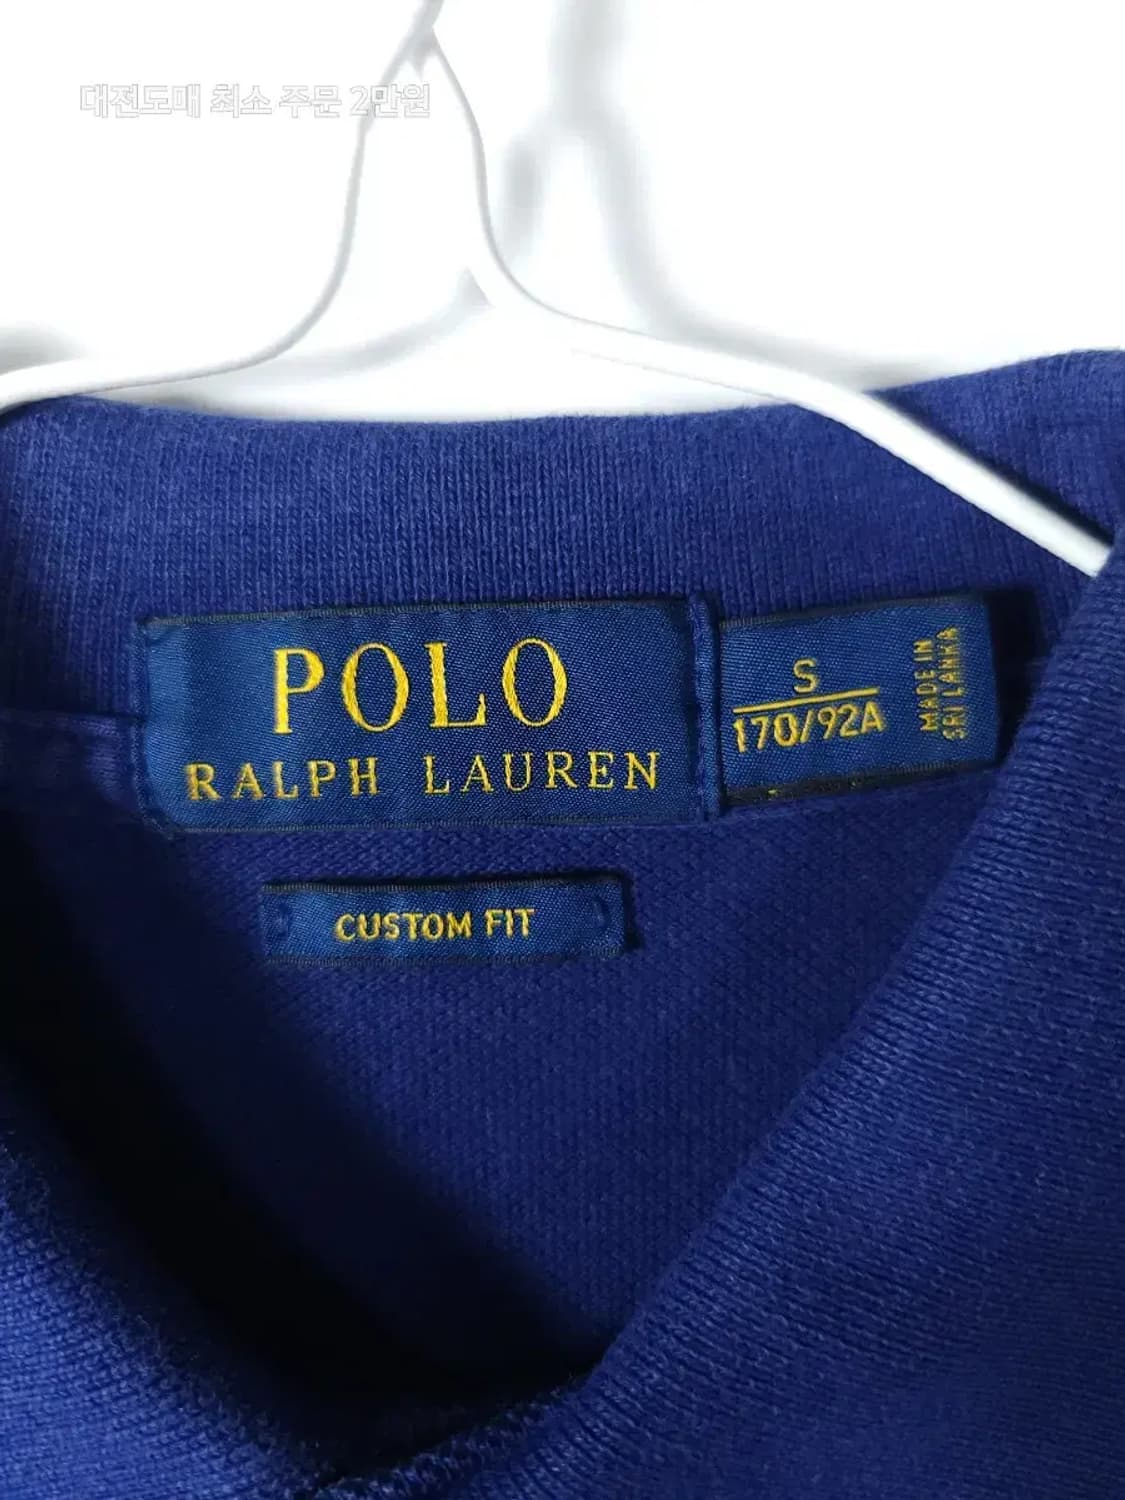 대전도매 최소 주문 2만원
POLO
RALPH LAUREN
S
170/92A
MADE IN
SRI LANKA
CUSTOM FIT